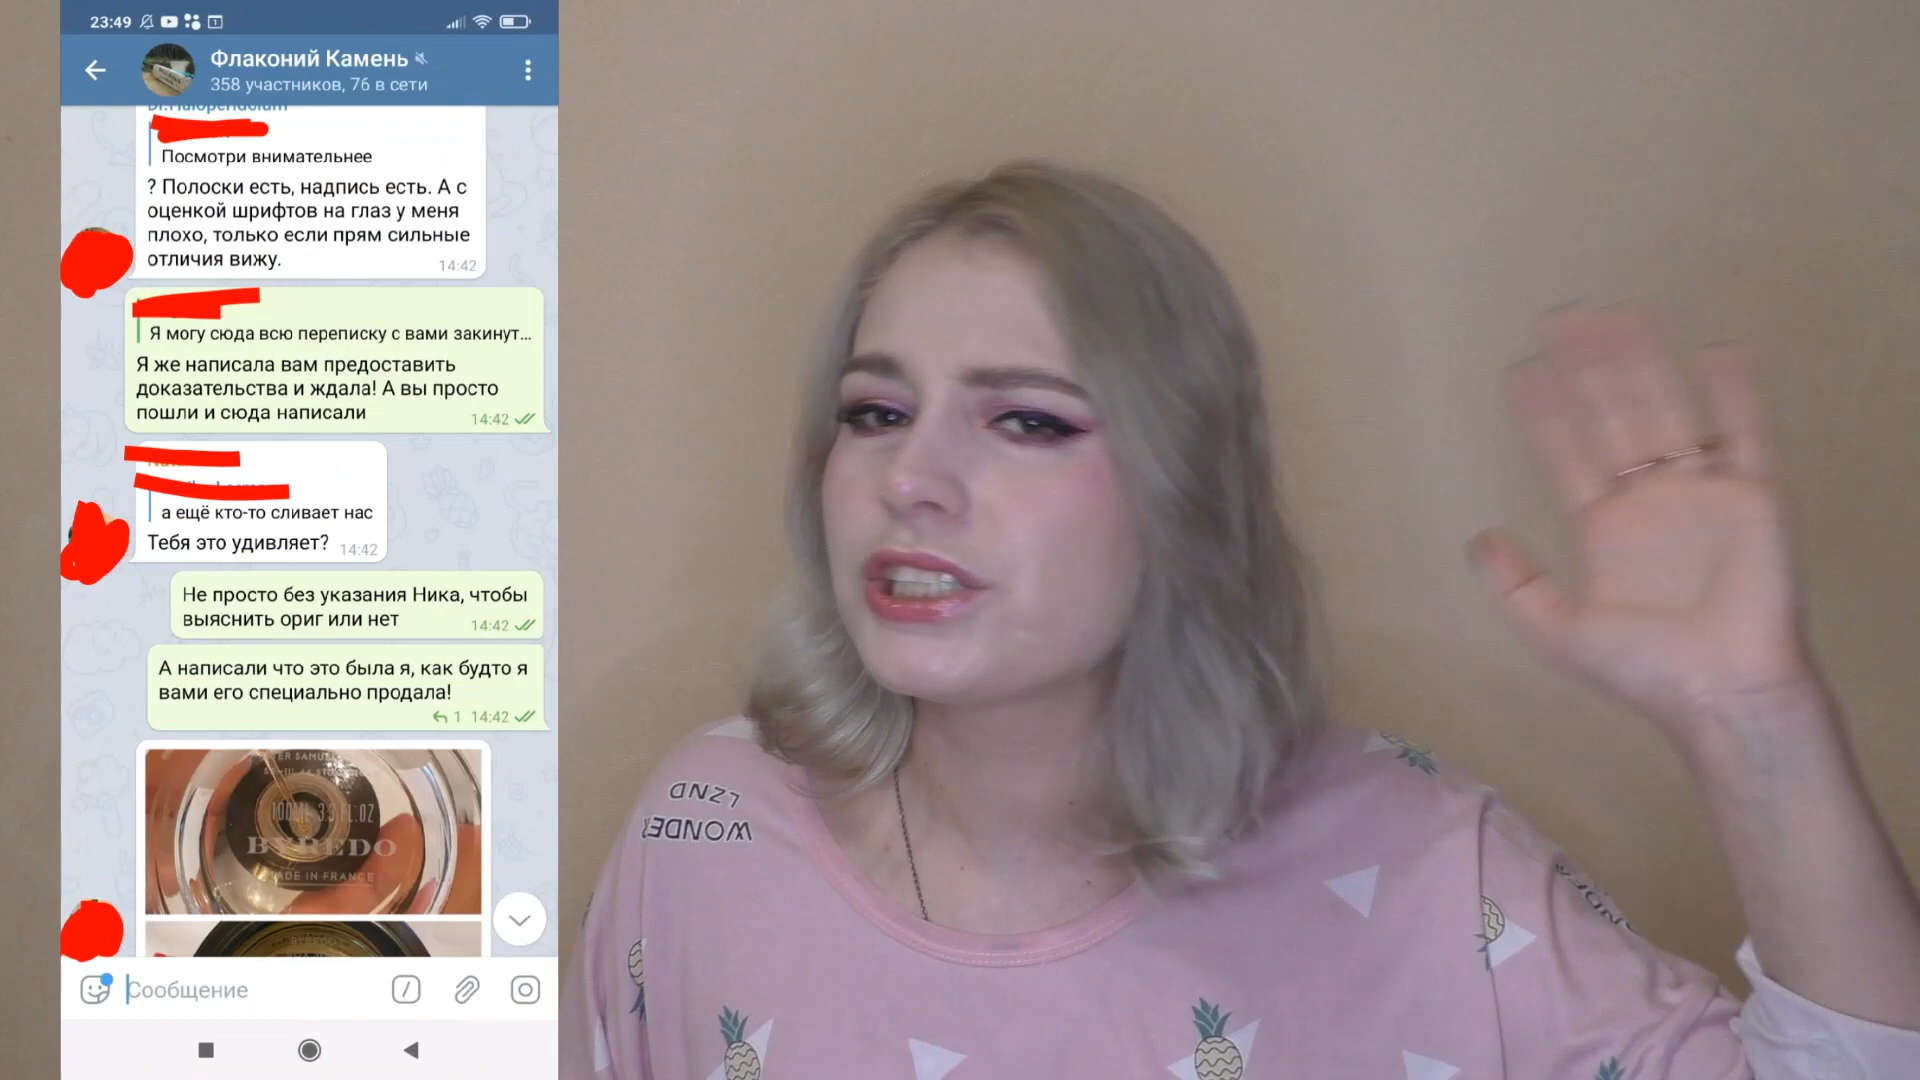 23:49
Флаконий Камень
358 участников, 76 в сети
Посмотри внимательнее
? Полоски есть, надпись есть. А с
оценкой шрифтов на глаз у меня
плохо, только если прям сильные
отличия вижу.
14:42
Я могу сюда всю переписку с вами закинут...
Я же написала вам предоставить
доказательства и ждала! А вы просто
пошли и сюда написали
14:42
а ещё кто-то сливает нас
Тебя это удивляет?
14:42
Не просто без указания Ника, чтобы
выяснить ориг или нет
14:42
А написали что это была я, как будто я
вами его специально продала!
1 14:42
100ML 3.3 FL.OZ
BYREDO
MADE IN FRANCE
Сообщение
WONDER